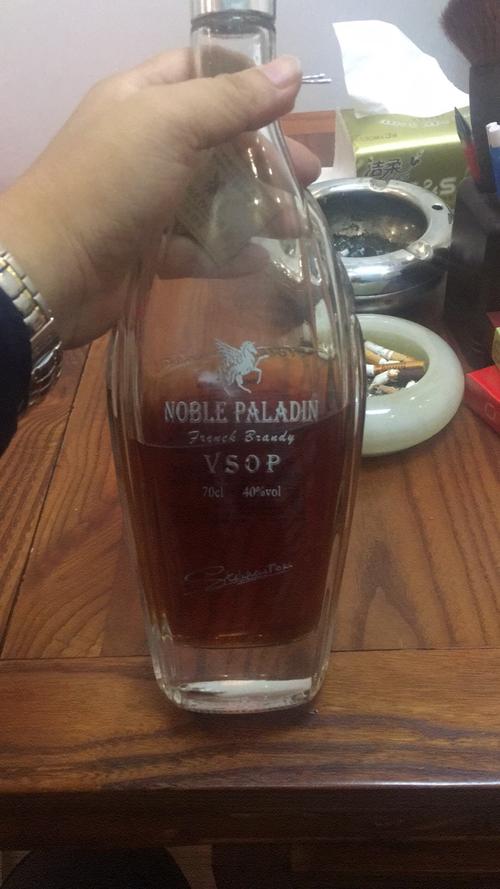 洁柔
NOBLE PALADIN
French Brandy
VSOP
70cl 40%vol